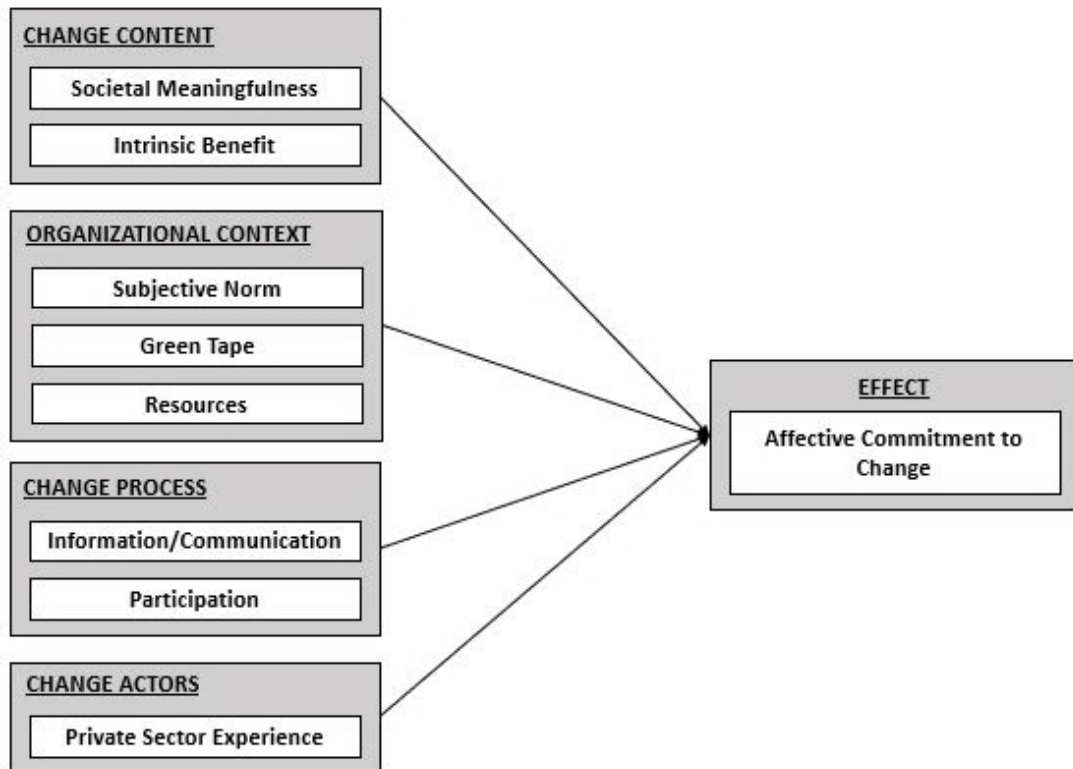 CHANGE CONTENT
Societal Meaningfulness
Intrinsic Benefit
ORGANIZATIONAL CONTEXT
Subjective Norm
Green Tape
Resources
CHANGE PROCESS
Information/Communication
Participation
CHANGE ACTORS
Private Sector Experience
EFFECT
Affective Commitment to
Change